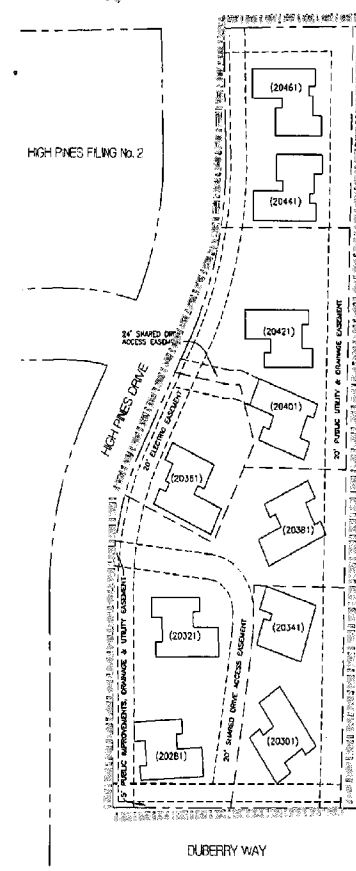 (20461)
HIGH PINES FILING No. 2
(20441)
(20421)
24' SHARED
ACCESS
HIGH PINES DRIVE
20' ELECTRIC EASEMENT
(20401)
20' PUBLIC UTILITY & DRAINAGE EASEMENT
(20361)
(20381)
(20321)
(20341)
PUBLIC IMPROVEMENTS, DRAINAGE & UTILITY EASEMENT
20' SHARED DRIVE ACCESS EASEMENT
(20281)
(20301)
DUBERRY WAY